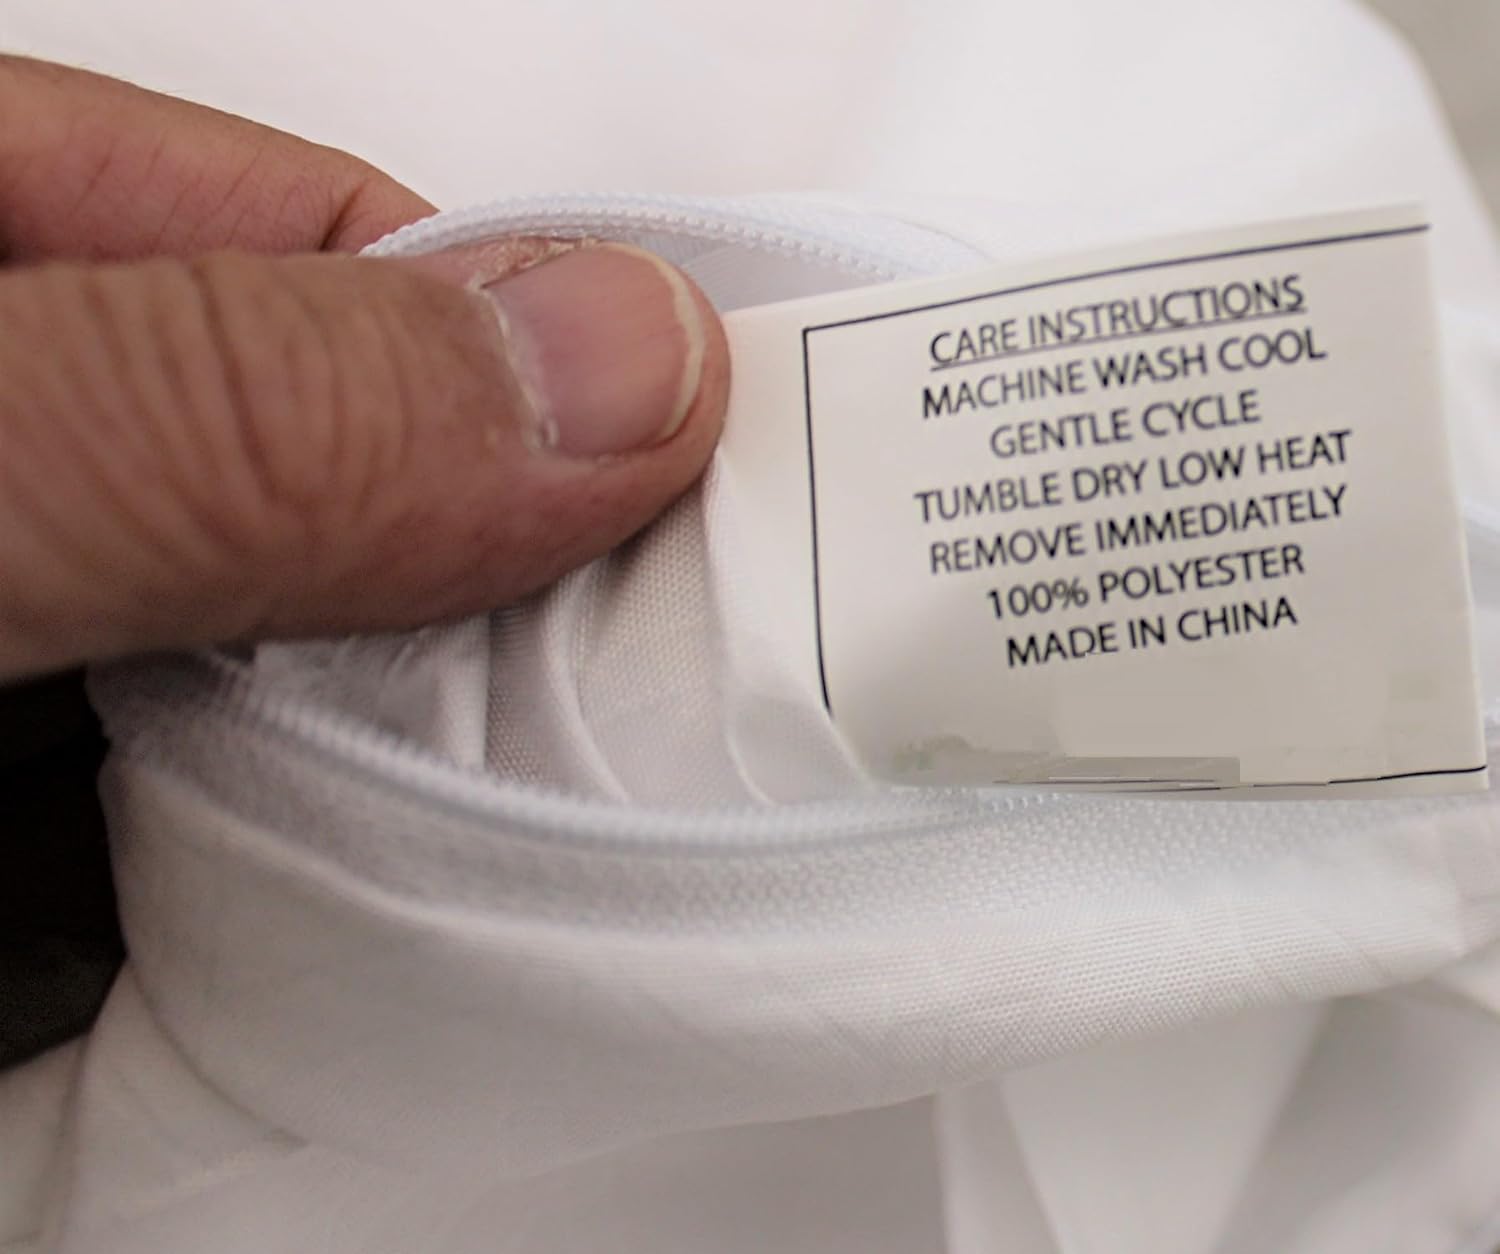 CARE INSTRUCTIONS
MACHINE WASH COOL
GENTLE CYCLE
TUMBLE DRY LOW HEAT
REMOVE IMMEDIATELY
100% POLYESTER
MADE IN CHINA